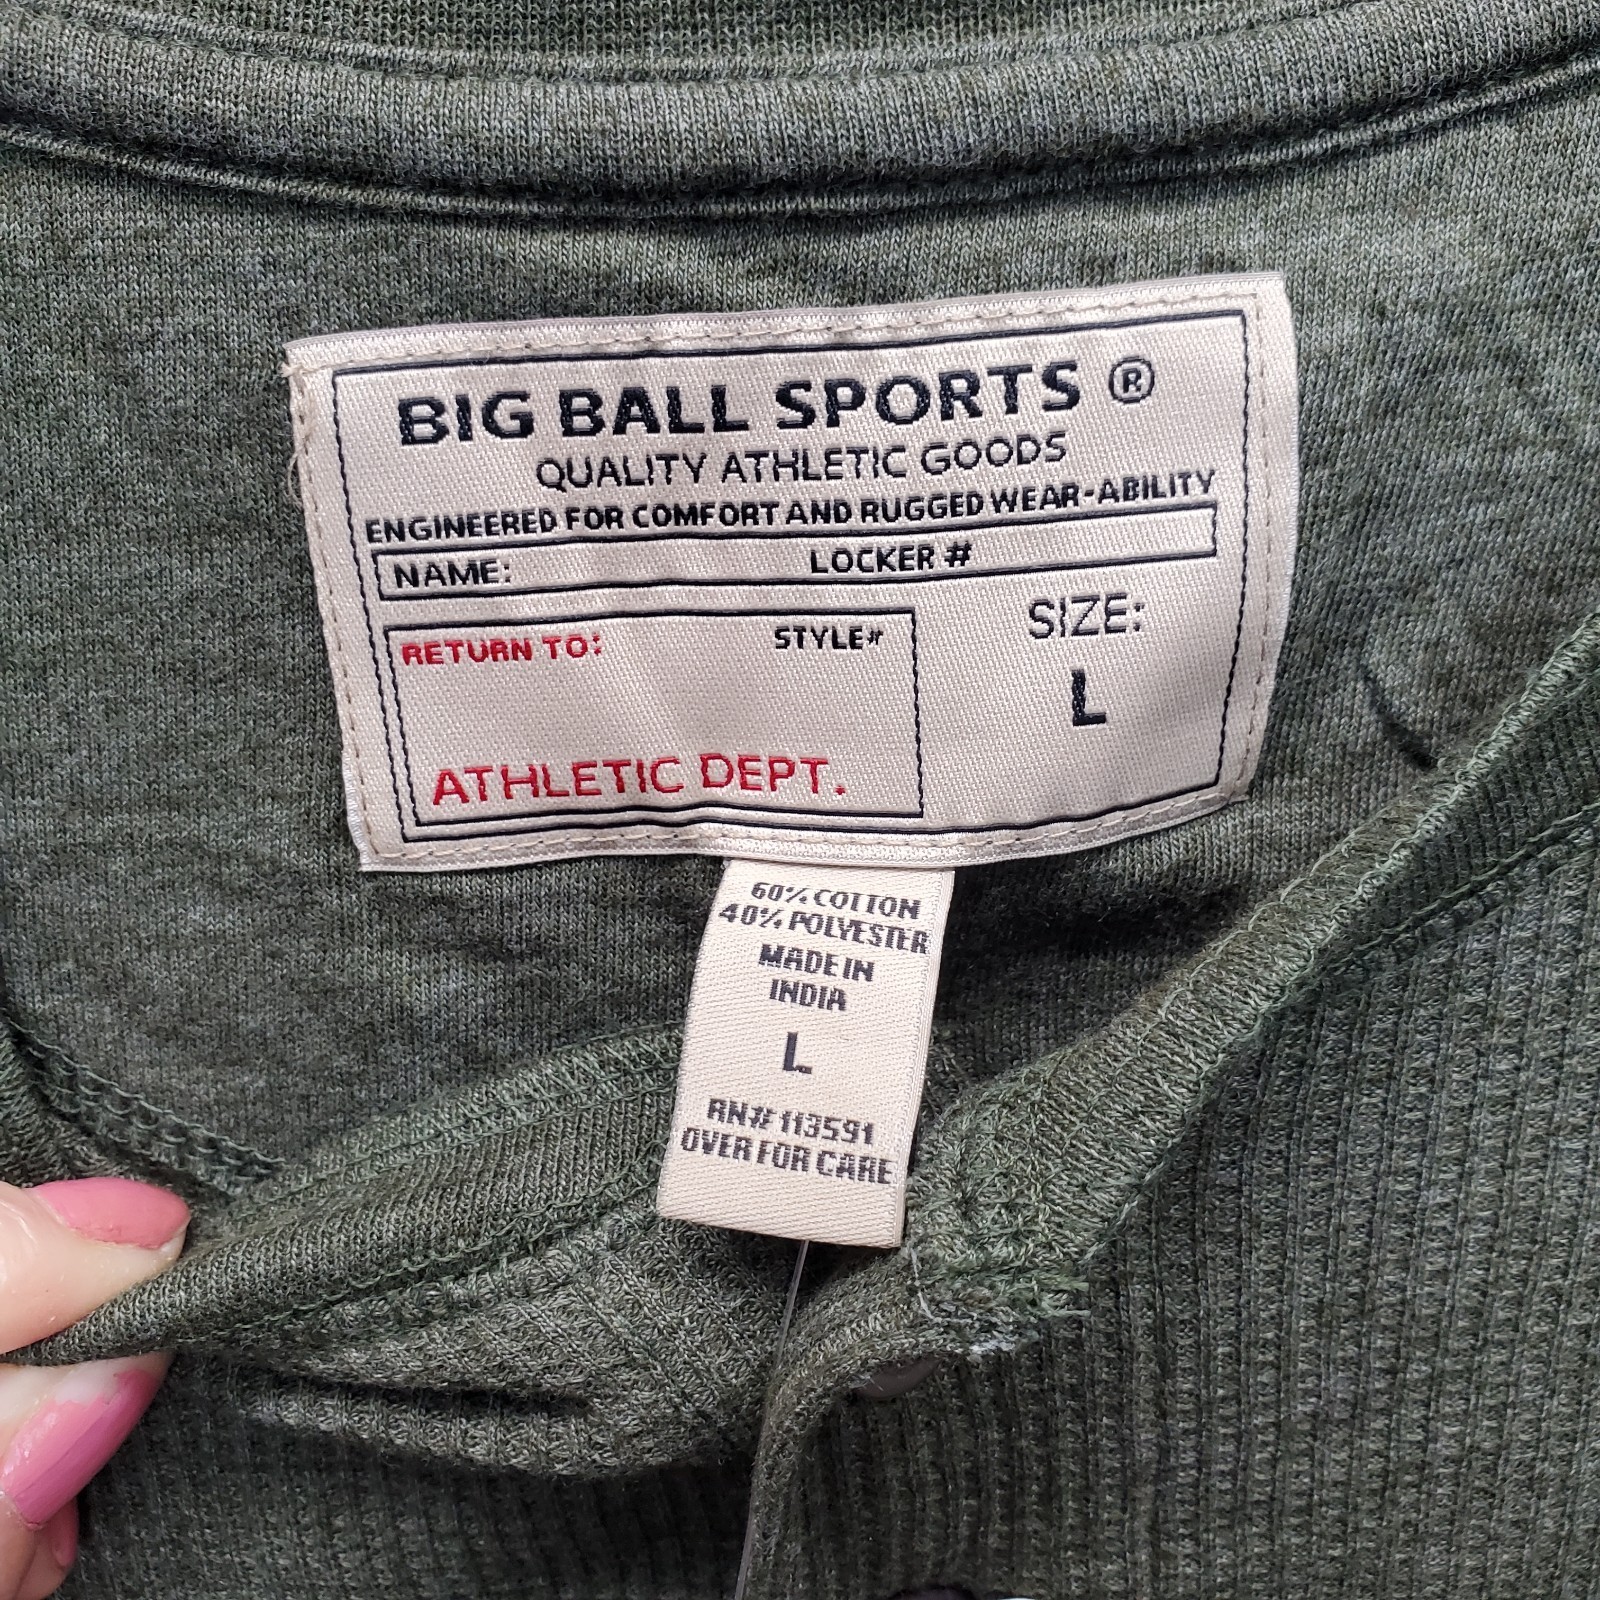 BIG BALL SPORTS ®
QUALITY ATHLETIC GOODS
ENGINEERED FOR COMFORT AND RUGGED WEAR-ABILITY
NAME: LOCKER #
RETURN TO: STYLE#
SIZE:
L
ATHLETIC DEPT.
60% COTTON
40% POLYESTER
MADE IN
INDIA
L
RN# 113591
OVER FOR CARE